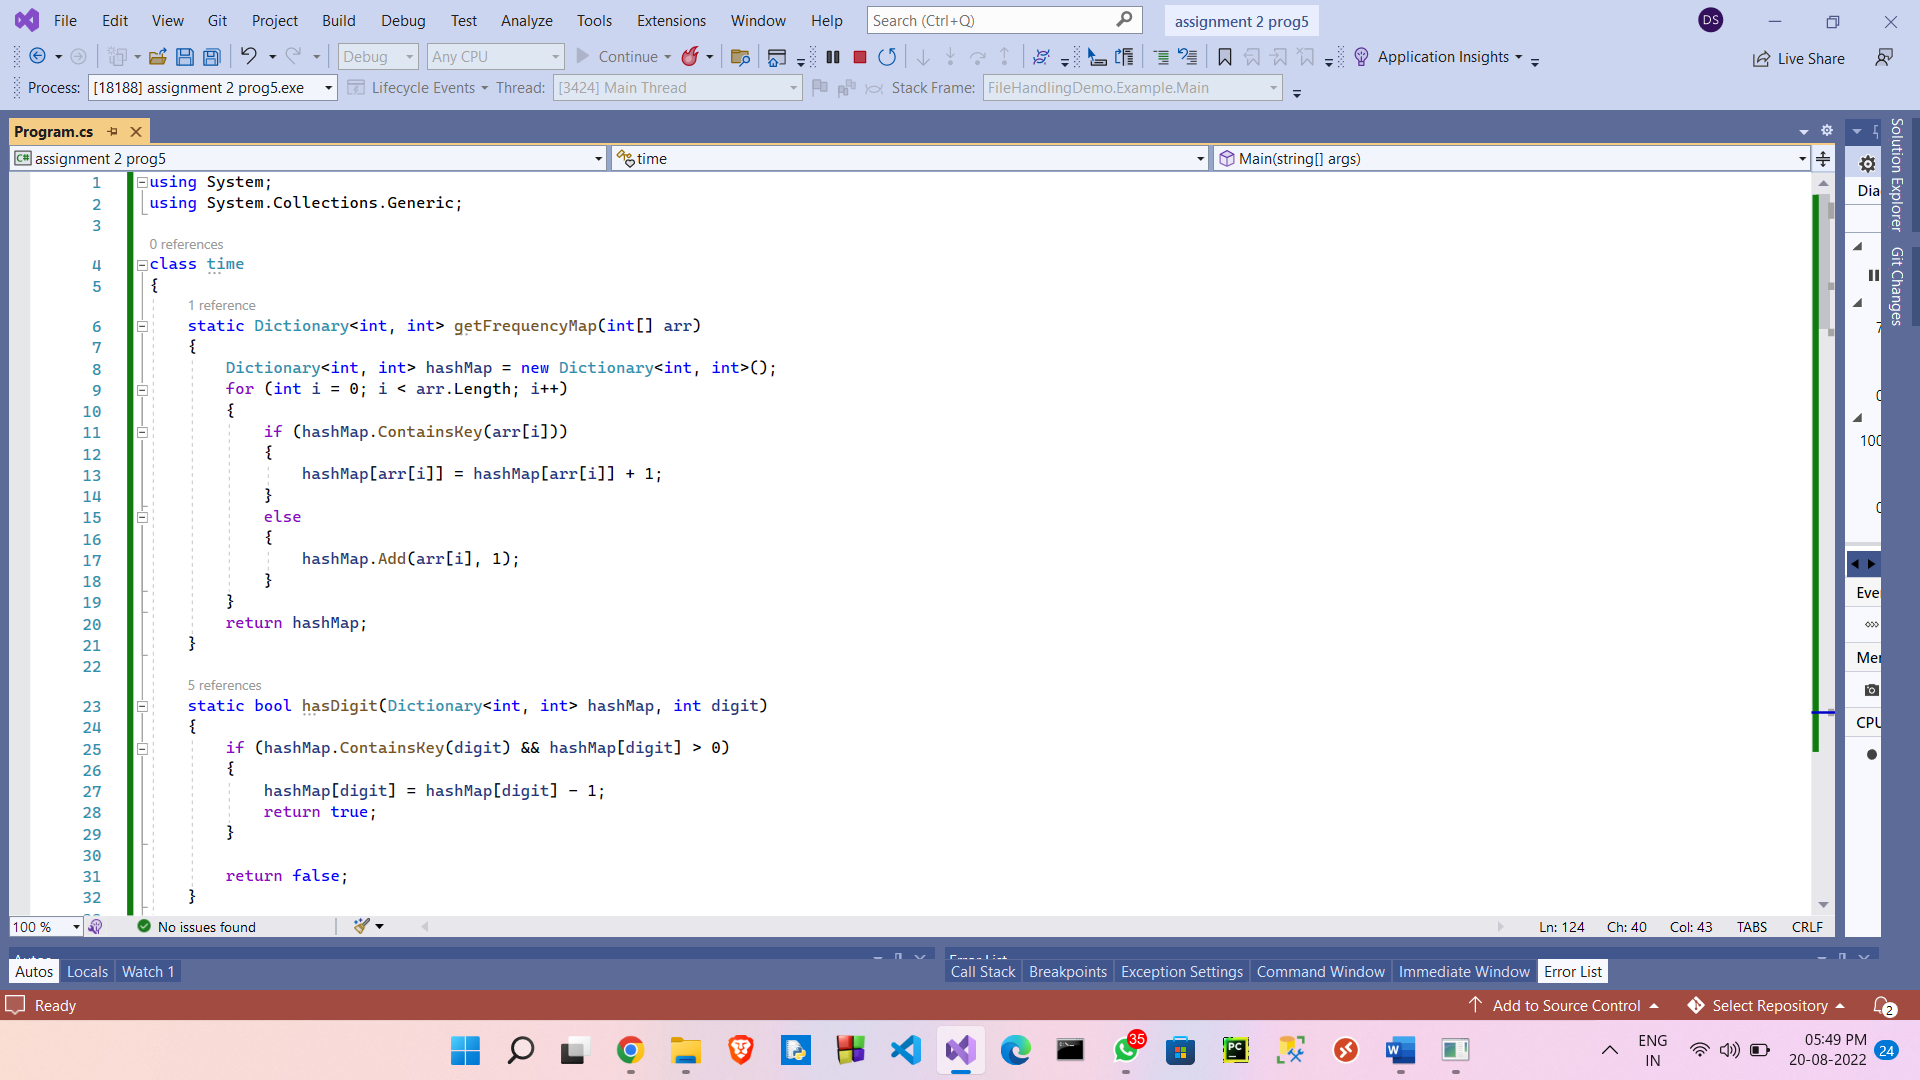 File Edit View Git Project Build Debug Test Analyze Tools Extensions Window Help Search (Ctrl+Q) assignment 2 prog5 DS
Debug Any CPU Continue Application Insights Live Share
Process: [18188] assignment 2 prog5.exe Lifecycle Events Thread: [3424] Main Thread Stack Frame: FileHandlingDemo.Example.Main
Program.cs
C# assignment 2 prog5 time Main(string[] args)
1 using System;
2 using System.Collections.Generic;
3
0 references
4 class time
5 {
1 reference
6 static Dictionary<int, int> getFrequencyMap(int[] arr)
7 {
8 Dictionary<int, int> hashMap = new Dictionary<int, int>();
9 for (int i = 0; i < arr.Length; i++)
10 {
11 if (hashMap.ContainsKey(arr[i]))
12 {
13 hashMap[arr[i]] = hashMap[arr[i]] + 1;
14 }
15 else
16 {
17 hashMap.Add(arr[i], 1);
18 }
19 }
20 return hashMap;
21 }
22
5 references
23 static bool hasDigit(Dictionary<int, int> hashMap, int digit)
24 {
25 if (hashMap.ContainsKey(digit) && hashMap[digit] > 0)
26 {
27 hashMap[digit] = hashMap[digit] - 1;
28 return true;
29 }
30
31 return false;
32 }
Solution Explorer
Git Changes
Dia
100
Eve
CPU
100 % No issues found Ln: 124 Ch: 40 Col: 43 TABS CRLF
Autos Locals Watch 1 Call Stack Breakpoints Exception Settings Command Window Immediate Window Error List
Ready Add to Source Control Select Repository 2
35 PC ENG
IN
05:49 PM
20-08-2022 24